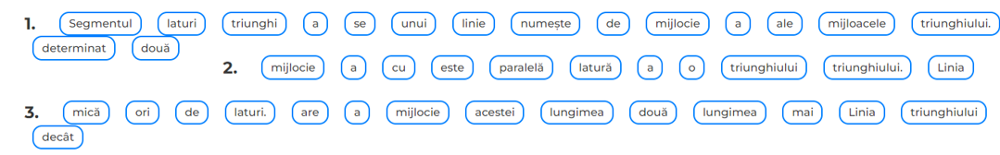 1. Segmentul laturi triunghi a se unui linie numește de mijlocie a ale mijloacele triunghiului.
determinat două
2. mijlocie a cu este paralelă latură a o triunghiului triunghiului. Linia
3. mică ori de laturi. are a mijlocie acestei lungimea două lungimea mai Linia triunghiului
decât